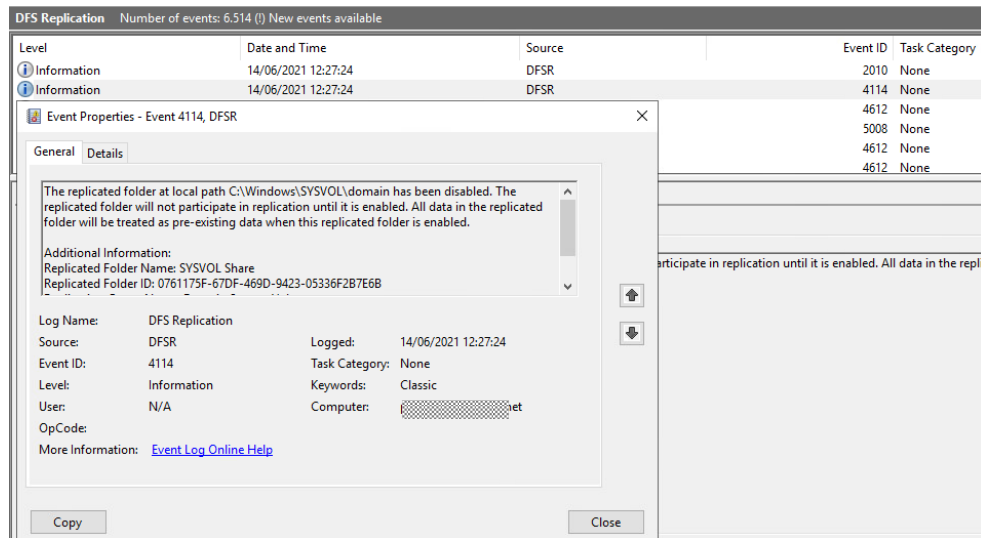 DFS Replication Number of events: 6.514 (!) New events available
Level Date and Time Source Event ID Task Category
Information 14/06/2021 12:27:24 DFSR 2010 None
Information 14/06/2021 12:27:24 DFSR 4114 None
4612 None
5008 None
4612 None
4612 None
Event Properties - Event 4114, DFSR
General Details
The replicated folder at local path C:\Windows\SYSVOL\domain has been disabled. The
replicated folder will not participate in replication until it is enabled. All data in the replicated
folder will be treated as pre-existing data when this replicated folder is enabled.
Additional Information:
Replicated Folder Name: SYSVOL Share
Replicated Folder ID: 0761175F-67DF-469D-9423-05336F2B7E6B
articipate in replication until it is enabled. All data in the repl
Log Name: DFS Replication
Source: DFSR Logged: 14/06/2021 12:27:24
Event ID: 4114 Task Category: None
Level: Information Keywords: Classic
User: N/A Computer: net
OpCode:
More Information: Event Log Online Help
Copy Close